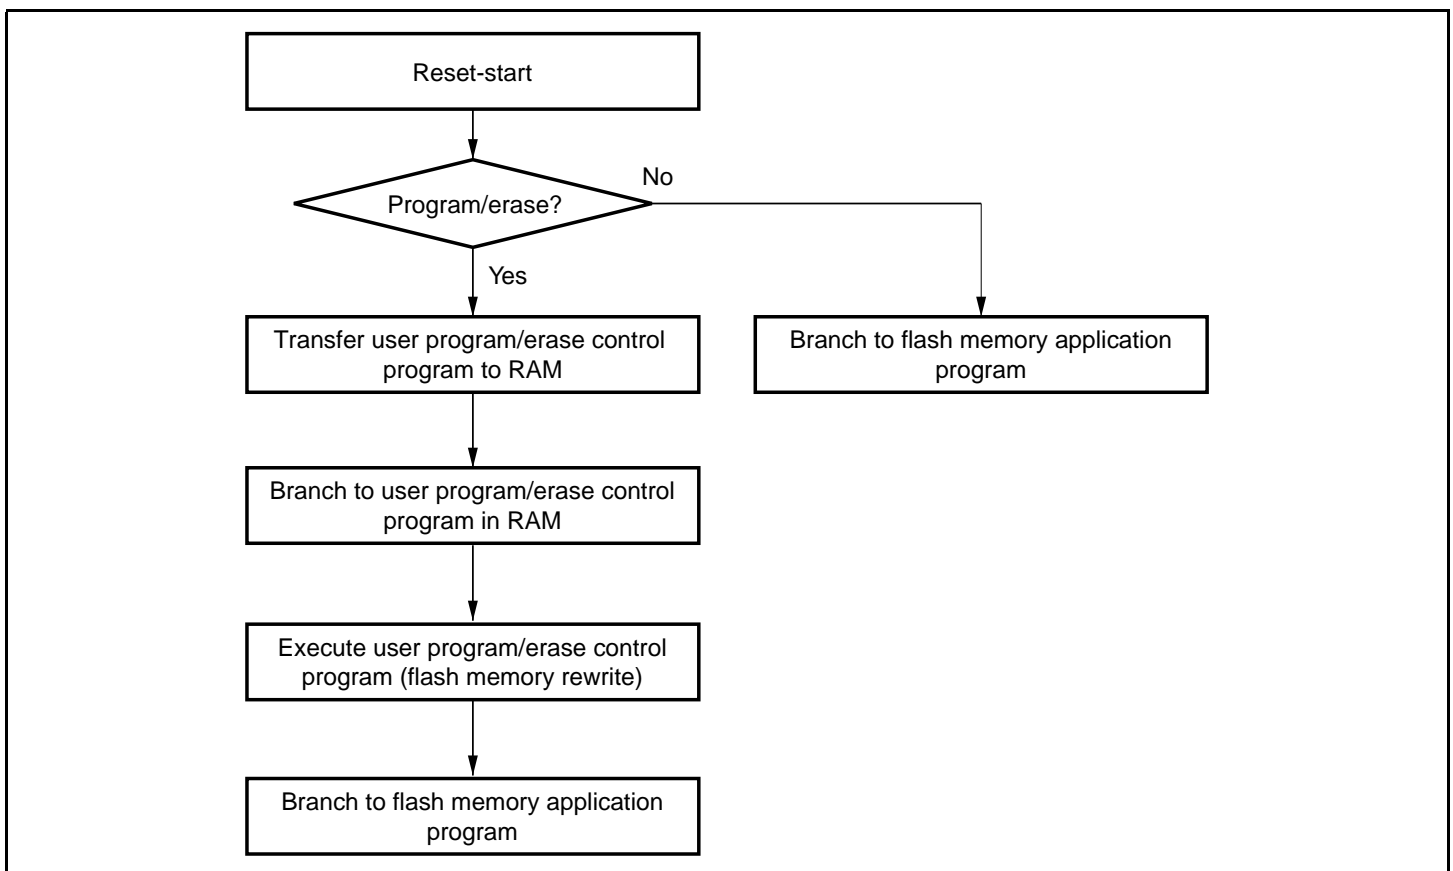 Reset-start
No
Program/erase?
Yes
Transfer user program/erase control
program to RAM
Branch to flash memory application
program
Branch to user program/erase control
program in RAM
Execute user program/erase control
program (flash memory rewrite)
Branch to flash memory application
program